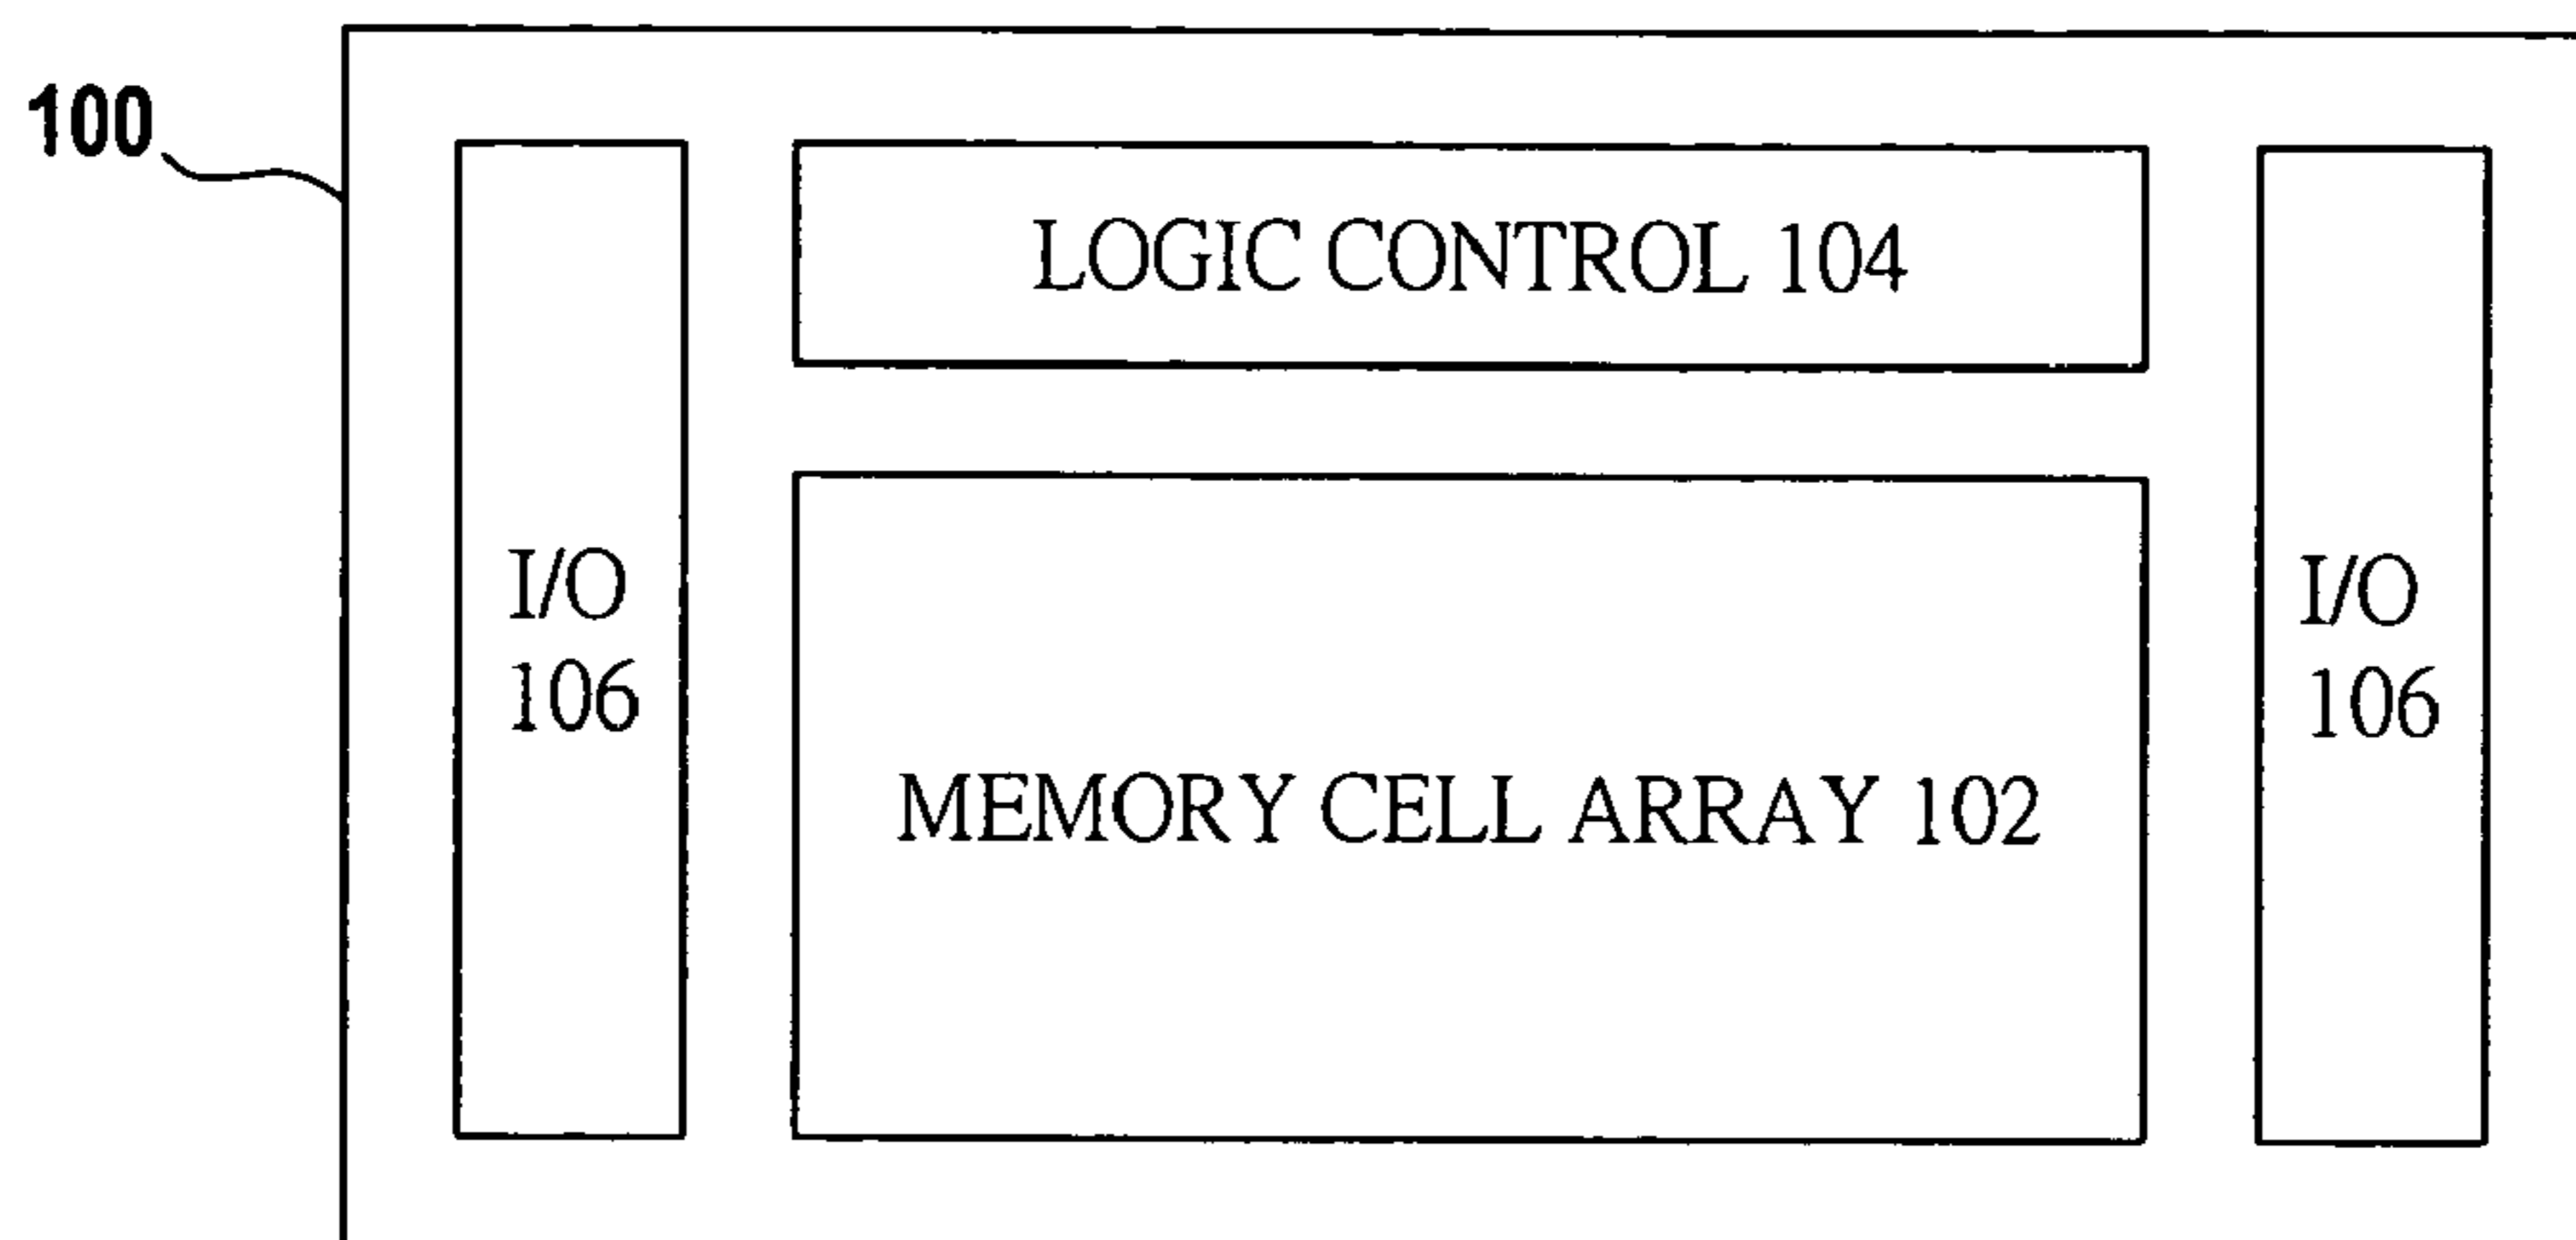 100
LOGIC CONTROL 104
I/O
106
MEMORY CELL ARRAY 102
I/O
106